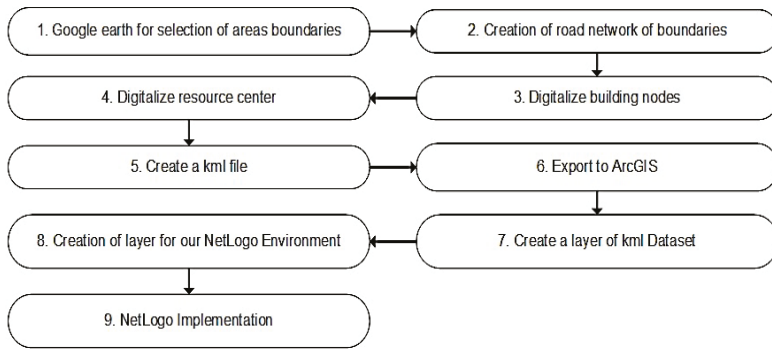 1. Google earth for selection of areas boundaries
2. Creation of road network of boundaries
3. Digitalize building nodes
4. Digitalize resource center
5. Create a kml file
6. Export to ArcGIS
7. Create a layer of kml Dataset
8. Creation of layer for our NetLogo Environment
9. NetLogo Implementation